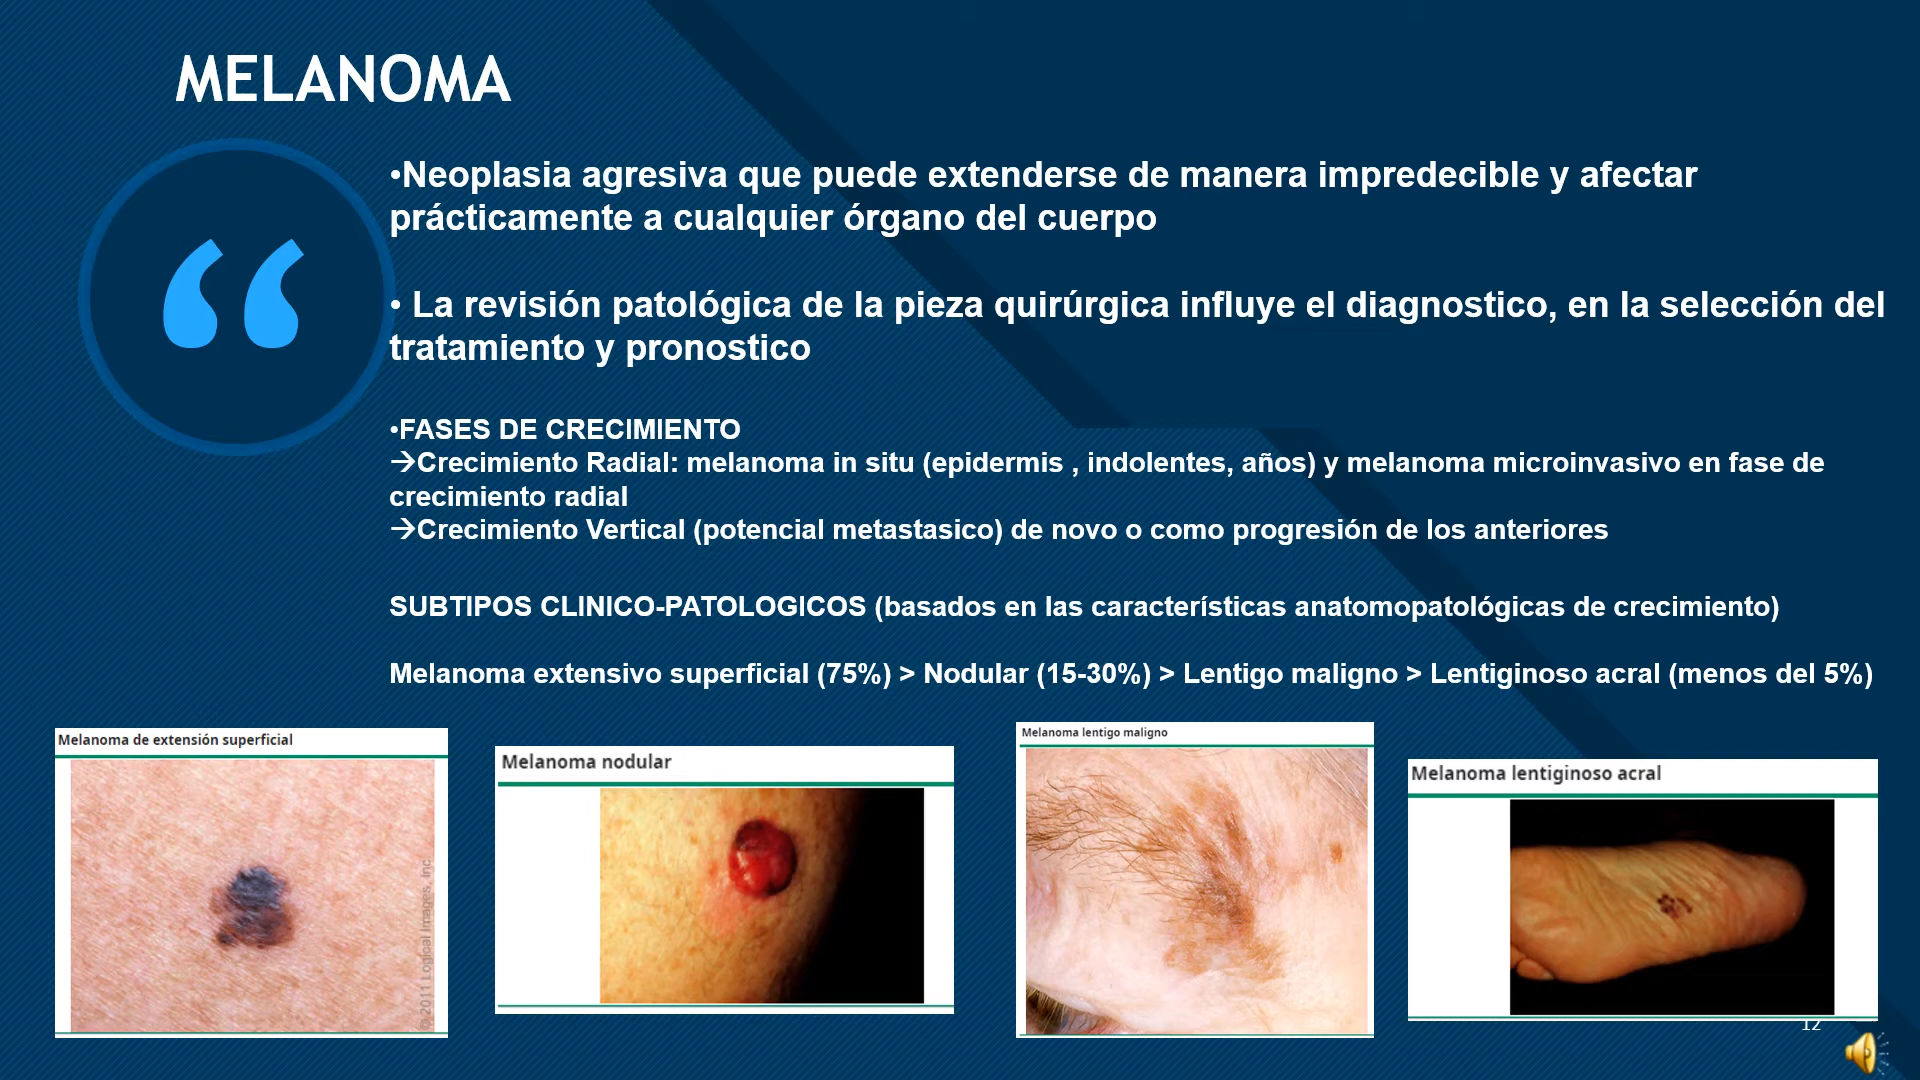 MELANOMA
“
•Neoplasia agresiva que puede extenderse de manera impredecible y afectar
prácticamente a cualquier órgano del cuerpo
• La revisión patológica de la pieza quirúrgica influye el diagnostico, en la selección del
tratamiento y pronostico
•FASES DE CRECIMIENTO
→Crecimiento Radial: melanoma in situ (epidermis , indolentes, años) y melanoma microinvasivo en fase de
crecimiento radial
→Crecimiento Vertical (potencial metastasico) de novo o como progresión de los anteriores
SUBTIPOS CLINICO-PATOLOGICOS (basados en las características anatomopatológicas de crecimiento)
Melanoma extensivo superficial (75%) > Nodular (15-30%) > Lentigo maligno > Lentiginoso acral (menos del 5%)
Melanoma de extensión superficial
© 2011 Logical Images, Inc.
Melanoma nodular
Melanoma lentigo maligno
Melanoma lentiginoso acral
12